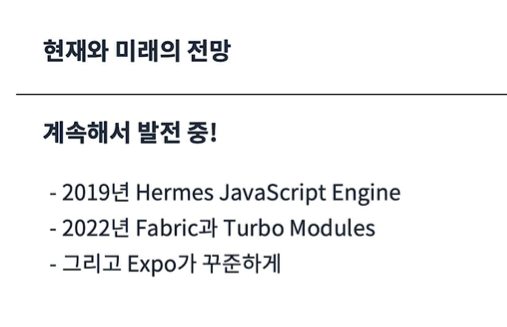 현재와 미래의 전망
계속해서 발전 중!
- 2019년 Hermes JavaScript Engine
- 2022년 Fabric과 Turbo Modules
- 그리고 Expo가 꾸준하게